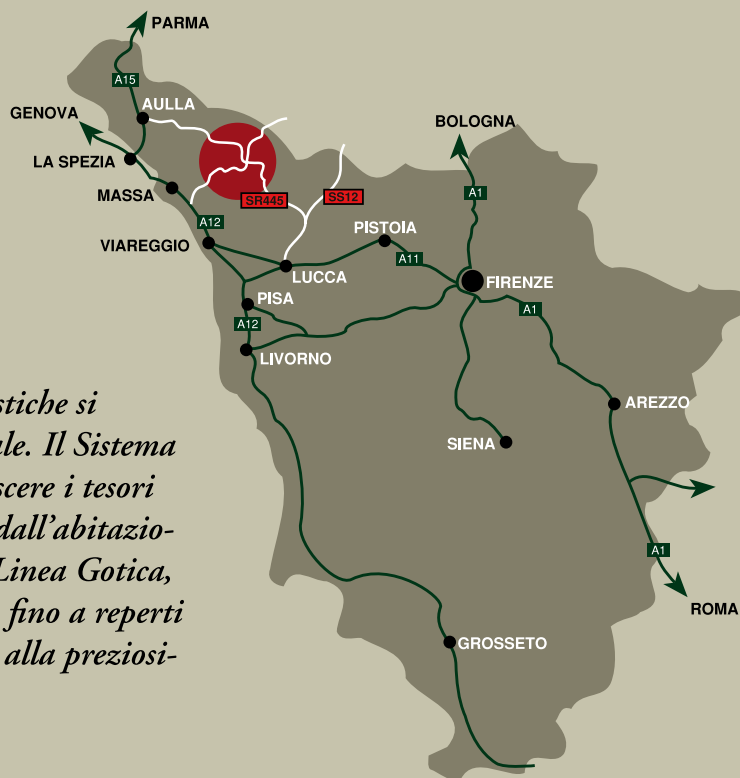 PARMA
A15
AULLA
GENOVA
BOLOGNA
LA SPEZIA
MASSA
SR445
SS12
A1
A12
PISTOIA
VIAREGGIO
A11
LUCCA
FIRENZE
PISA
A1
A12
LIVORNO
stiche si
AREZZO
ale. Il Sistema
SIENA
scere i tesori
dall'abitazio-
Linea Gotica,
A1
fino a reperti
ROMA
alla preziosi-
GROSSETO